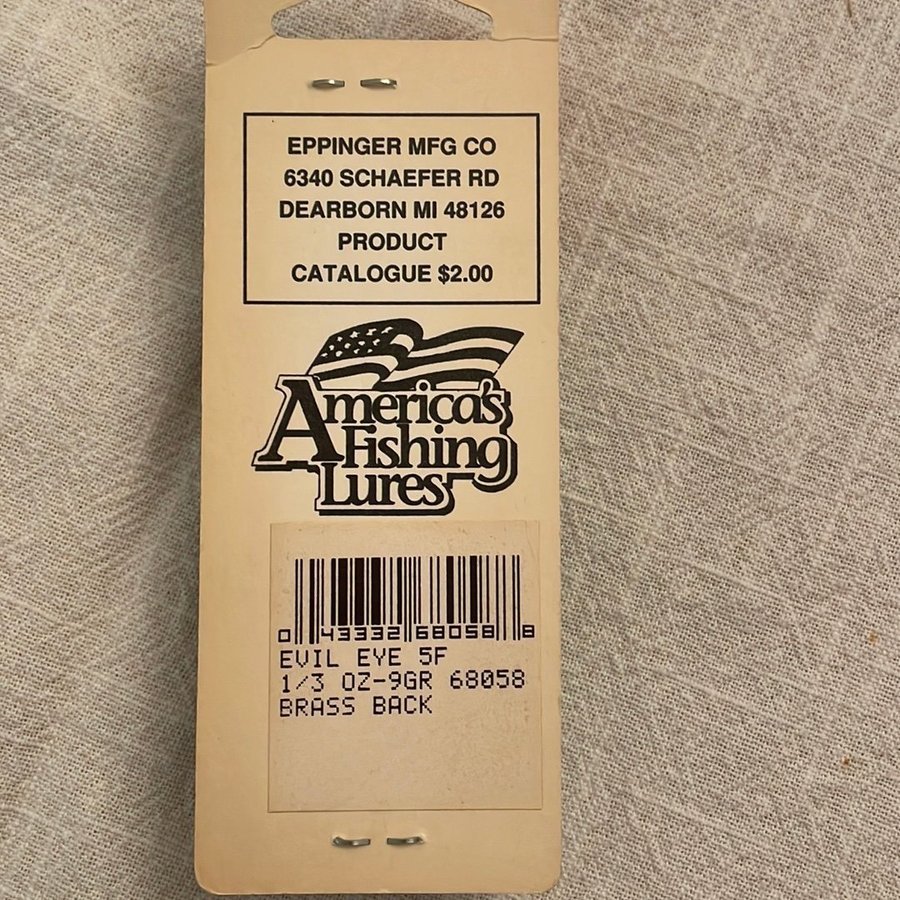 EPPINGER MFG CO
6340 SCHAEFER RD
DEARBORN MI 48126
PRODUCT
CATALOGUE $2.00
America's
Fishing
Lures
0 43332 68058 8
EVIL EYE 5F
1/3 OZ-9GR 68058
BRASS BACK